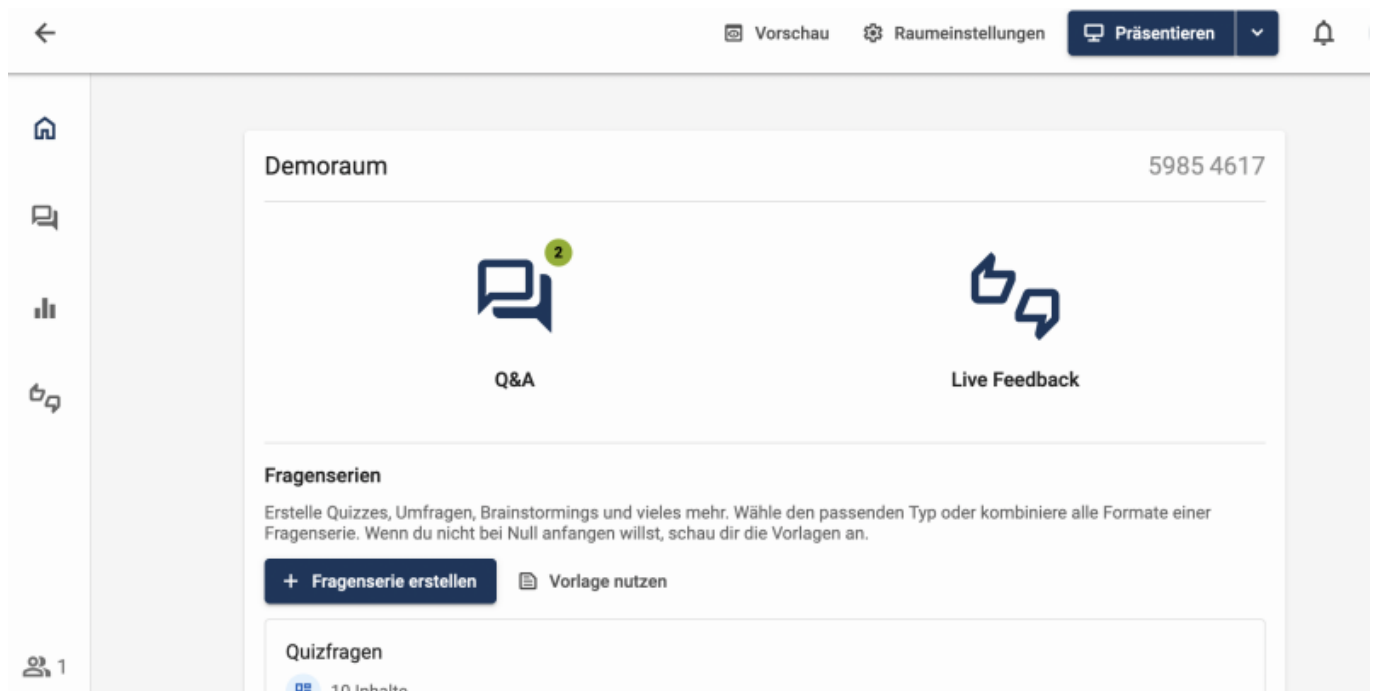 Vorschau
Raumeinstellungen
Präsentieren
Demoraum
5985 4617
2
Q&A
Live Feedback
Fragenserien
Erstelle Quizzes, Umfragen, Brainstormings und vieles mehr. Wähle den passenden Typ oder kombiniere alle Formate einer
Fragenserie. Wenn du nicht bei Null anfangen willst, schau dir die Vorlagen an.
+ Fragenserie erstellen
Vorlage nutzen
Quizfragen
1
10 Inhalte